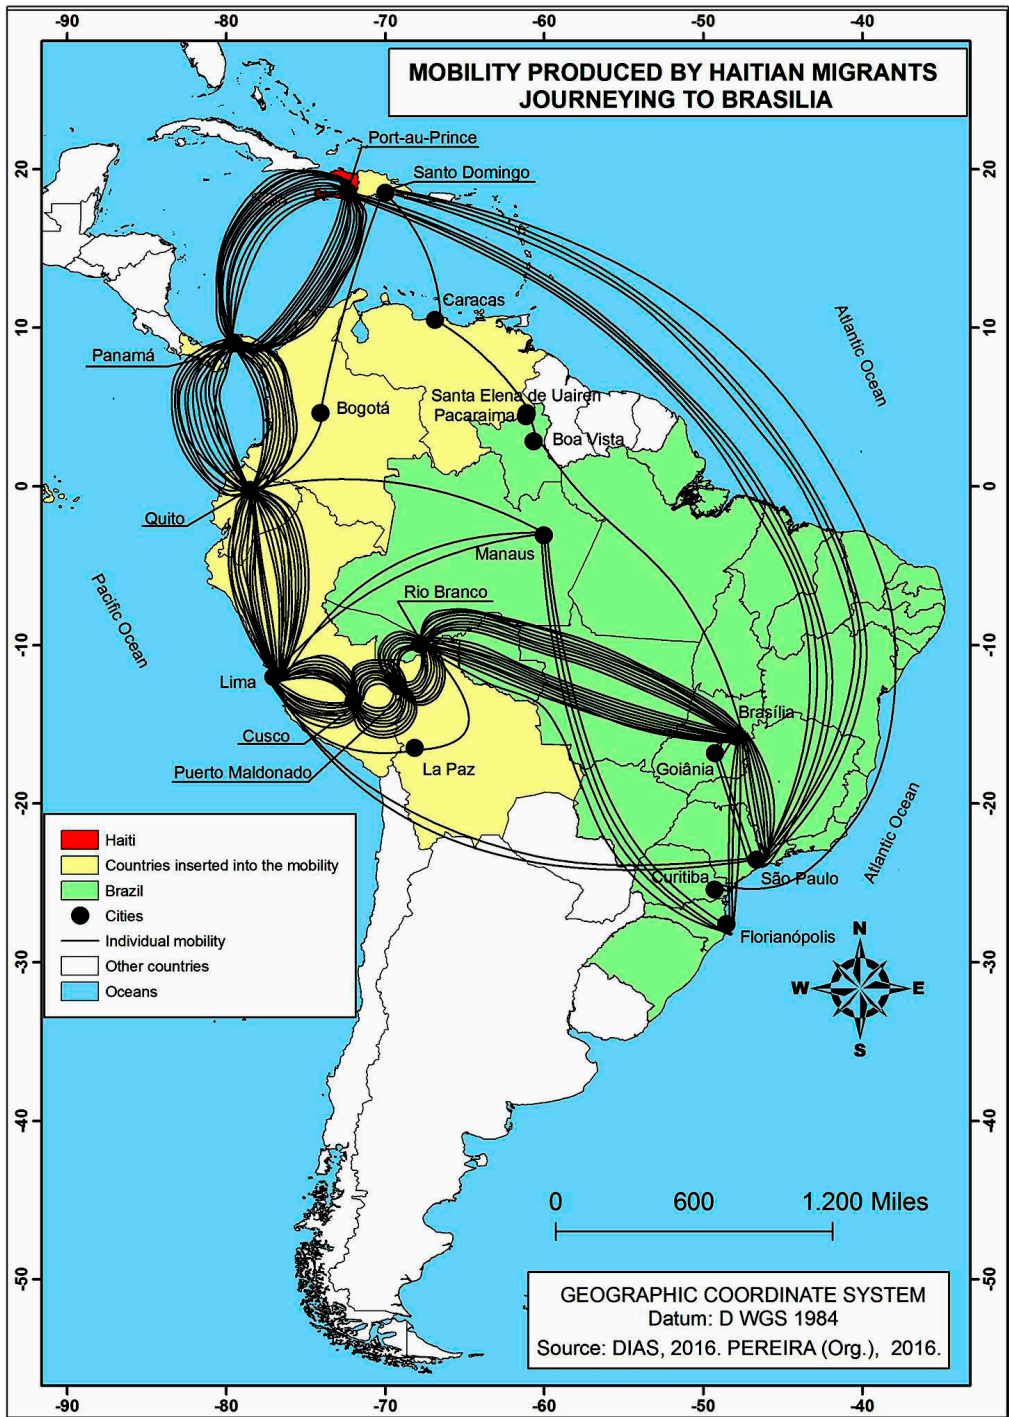 -90 -80 -70 -60 -50 -40
MOBILITY PRODUCED BY HAITIAN MIGRANTS
JOURNEYING TO BRASILIA
Port-au-Prince
20
20
Santo Domingo
Caracas
Atlantic Ocean
10
10
Panamá
Santa Elena de Uairen
Bogotá
Pacaraima
Boa Vista
0
0
Quito
Manaus
Pacific Ocean
Rio Branco
-10
-10
Lima
Brasília
Cusco
Puerto Maldonado
La Paz
Goiânia
-20
-20
Atlantic Ocean
Haiti
Countries inserted into the mobility
Brazil
Cities
Individual mobility
Other countries
Oceans
Curitiba
São Paulo
Florianópolis
N
W E
S
-30
-30
-40
-40
0 600 1.200 Miles
-50
-50
GEOGRAPHIC COORDINATE SYSTEM
Datum: D WGS 1984
Source: DIAS, 2016. PEREIRA (Org.), 2016.
-90 -80 -70 -60 -50 -40